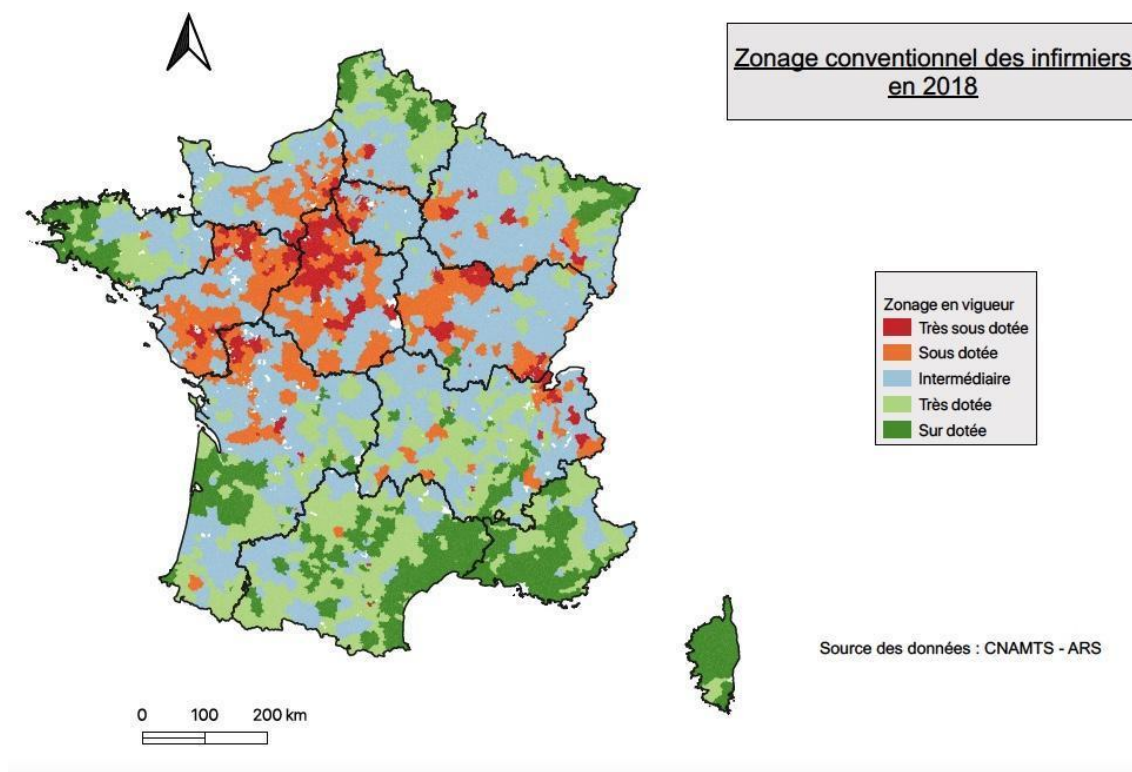 Zonage conventionnel des infirmiers
en 2018
Zonage en vigueur
Très sous dotée
Sous dotée
Intermédiaire
Très dotée
Sur dotée
Source des données : CNAMTS - ARS
0 100 200 km